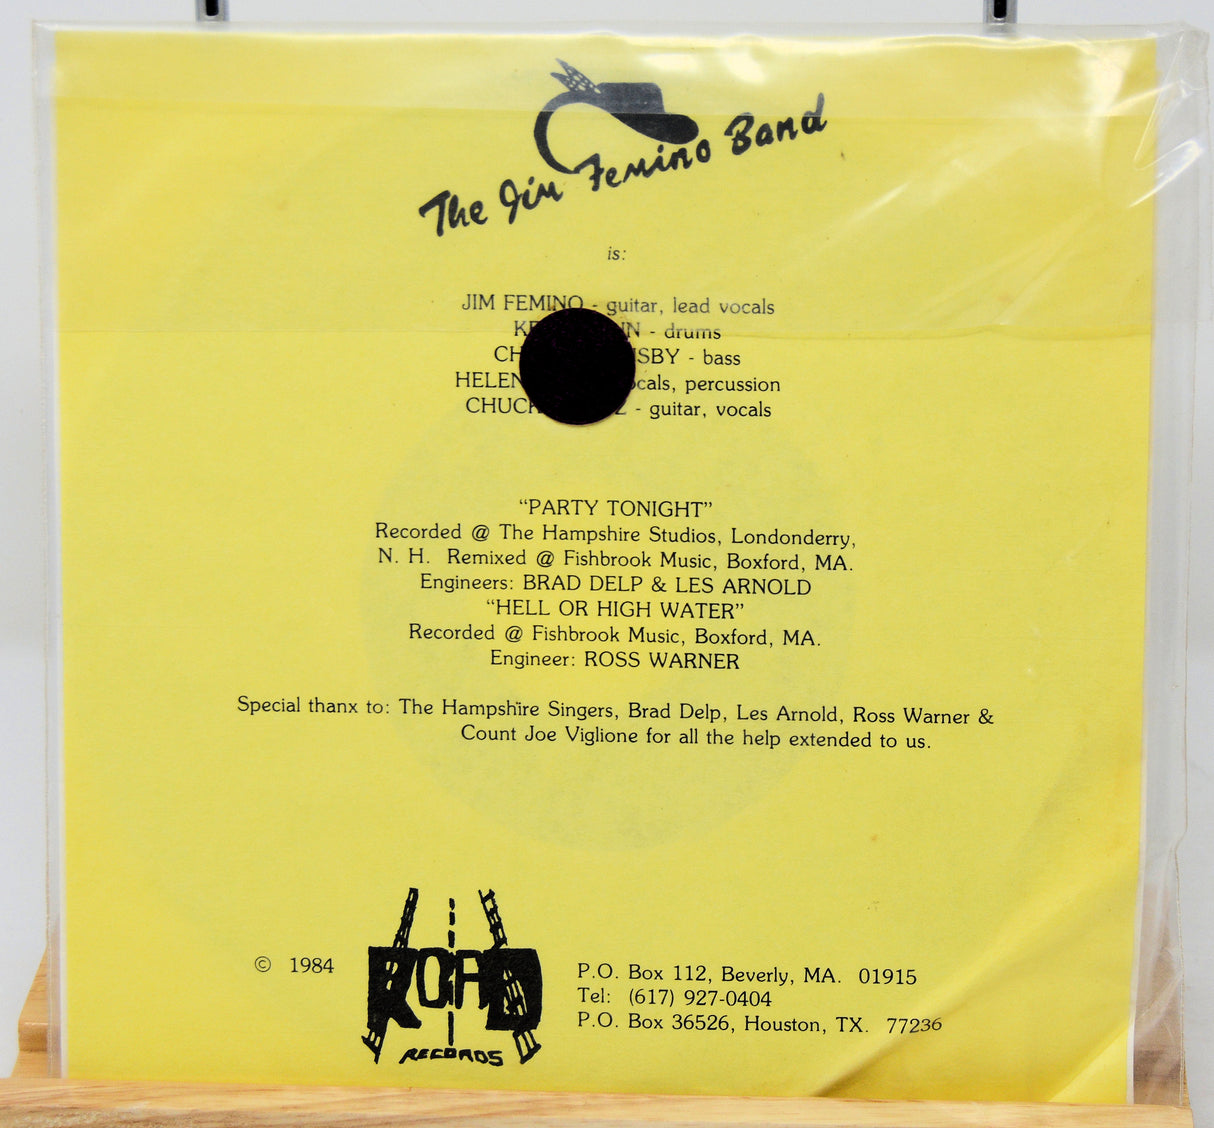 The Jim Femino Band
is:
JIM FEMINO - guitar, lead vocals
- drums
- bass
HELEN vocals, percussion
CHUCK - guitar, vocals
“PARTY TONIGHT”
Recorded @ The Hampshire Studios, Londonderry,
N. H. Remixed @ Fishbrook Music, Boxford, MA.
Engineers: BRAD DELP & LES ARNOLD
“HELL OR HIGH WATER”
Recorded @ Fishbrook Music, Boxford, MA.
Engineer: ROSS WARNER
Special thanx to: The Hampshire Singers, Brad Delp, Les Arnold, Ross Warner &
Count Joe Viglione for all the help extended to us.
© 1984
ROAD
RECORDS
P.O. Box 112, Beverly, MA. 01915
Tel: (617) 927-0404
P.O. Box 36526, Houston, TX. 77236